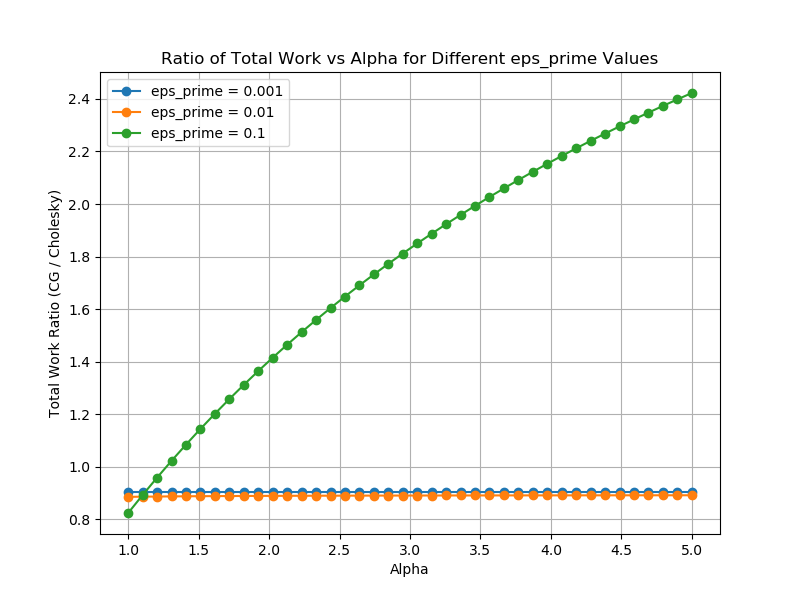 Ratio of Total Work vs Alpha for Different eps_prime Values
eps_prime = 0.001
eps_prime = 0.01
eps_prime = 0.1
Total Work Ratio (CG / Cholesky)
2.4
2.2
2.0
1.8
1.6
1.4
1.2
1.0
0.8
1.0 1.5 2.0 2.5 3.0 3.5 4.0 4.5 5.0
Alpha